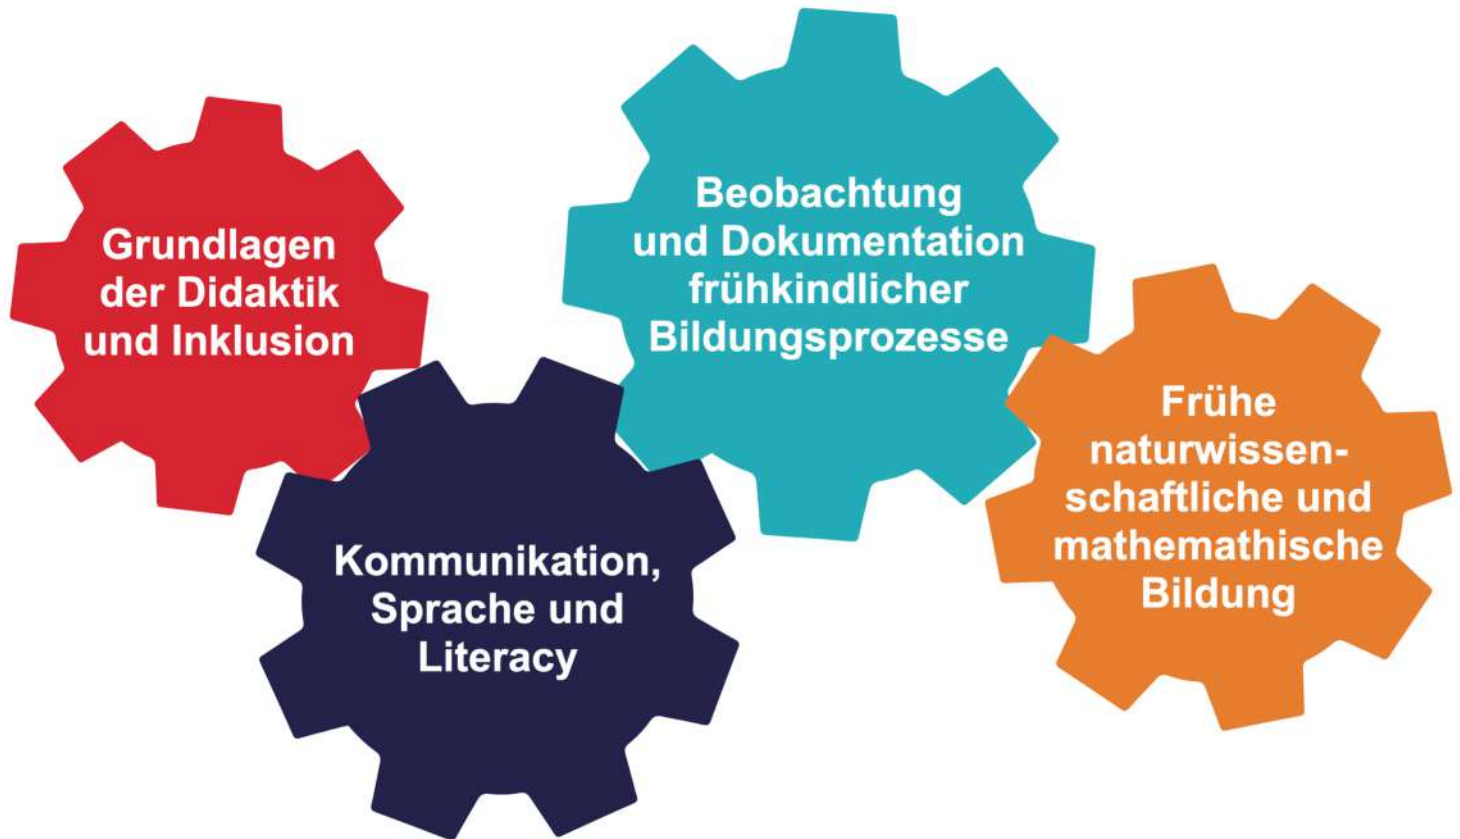 Grundlagen
der Didaktik
und Inklusion
Kommunikation,
Sprache und
Literacy
Beobachtung
und Dokumentation
frühkindlicher
Bildungsprozesse
Frühe
naturwissen-
schaftliche und
mathemathische
Bildung